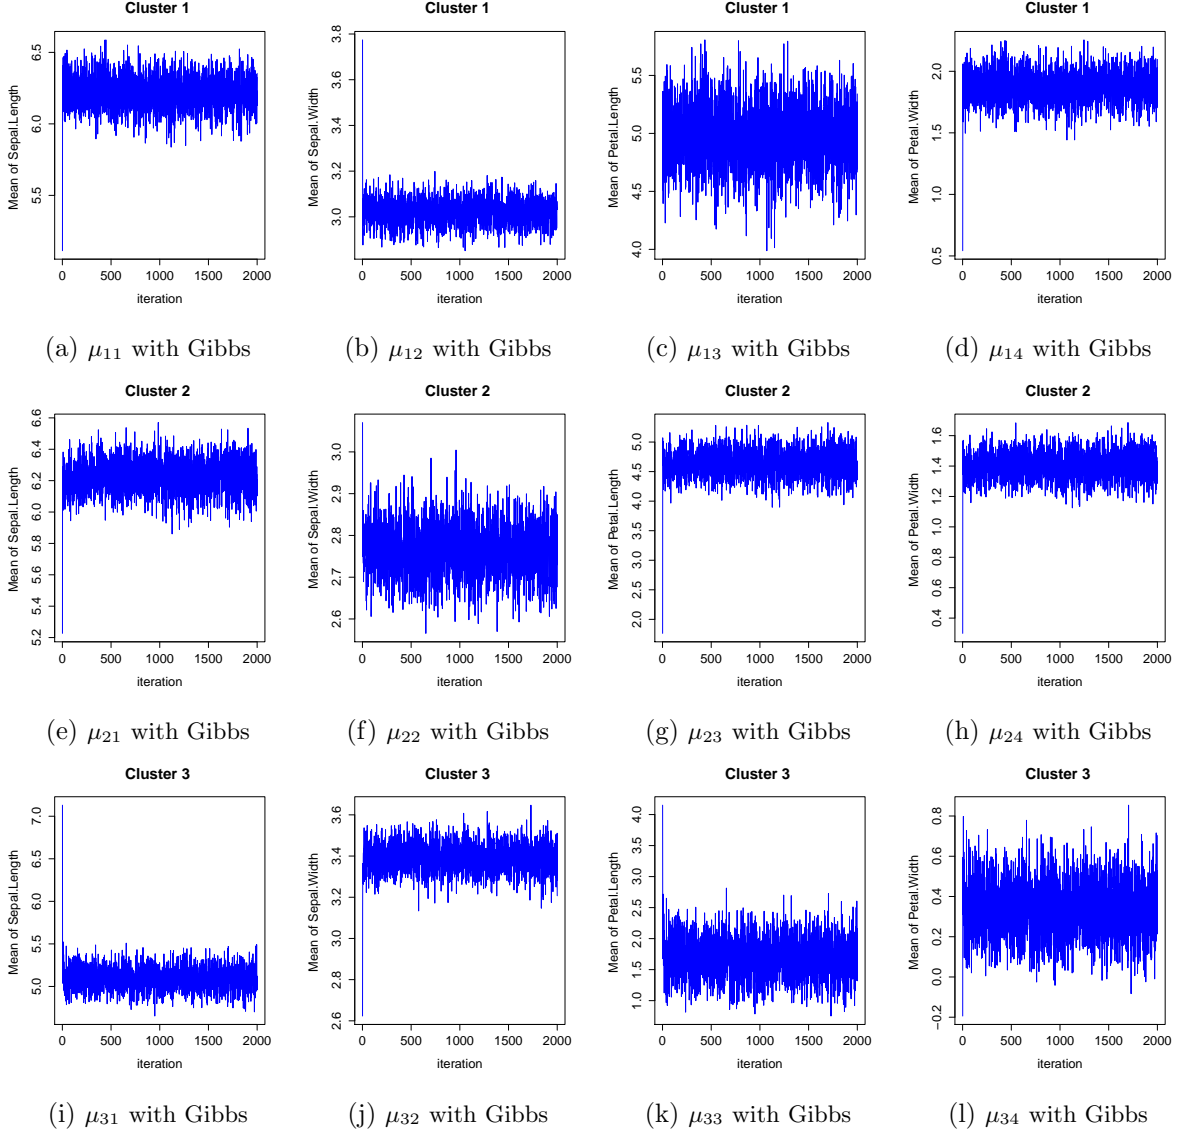 Cluster 1
Mean of Sepal.Length
5.5 6.0 6.5
0 500 1000 1500 2000
iteration
(a) μ11 with Gibbs
Cluster 1
Mean of Sepal.Width
3.0 3.2 3.4 3.6 3.8
0 500 1000 1500 2000
iteration
(b) μ12 with Gibbs
Cluster 1
Mean of Petal.Length
4.0 4.5 5.0 5.5
0 500 1000 1500 2000
iteration
(c) μ13 with Gibbs
Cluster 1
Mean of Petal.Width
0.5 1.0 1.5 2.0
0 500 1000 1500 2000
iteration
(d) μ14 with Gibbs
Cluster 2
Mean of Sepal.Length
5.2 5.4 5.6 5.8 6.0 6.2 6.4 6.6
0 500 1000 1500 2000
iteration
(e) μ21 with Gibbs
Cluster 2
Mean of Sepal.Width
2.6 2.7 2.8 2.9 3.0
0 500 1000 1500 2000
iteration
(f) μ22 with Gibbs
Cluster 2
Mean of Petal.Length
2.0 2.5 3.0 3.5 4.0 4.5 5.0
0 500 1000 1500 2000
iteration
(g) μ23 with Gibbs
Cluster 2
Mean of Petal.Width
0.4 0.6 0.8 1.0 1.2 1.4 1.6
0 500 1000 1500 2000
iteration
(h) μ24 with Gibbs
Cluster 3
Mean of Sepal.Length
5.0 5.5 6.0 6.5 7.0
0 500 1000 1500 2000
iteration
(i) μ31 with Gibbs
Cluster 3
Mean of Sepal.Width
2.6 2.8 3.0 3.2 3.4 3.6
0 500 1000 1500 2000
iteration
(j) μ32 with Gibbs
Cluster 3
Mean of Petal.Length
1.0 1.5 2.0 2.5 3.0 3.5 4.0
0 500 1000 1500 2000
iteration
(k) μ33 with Gibbs
Cluster 3
Mean of Petal.Width
−0.2 0.0 0.2 0.4 0.6 0.8
0 500 1000 1500 2000
iteration
(l) μ34 with Gibbs